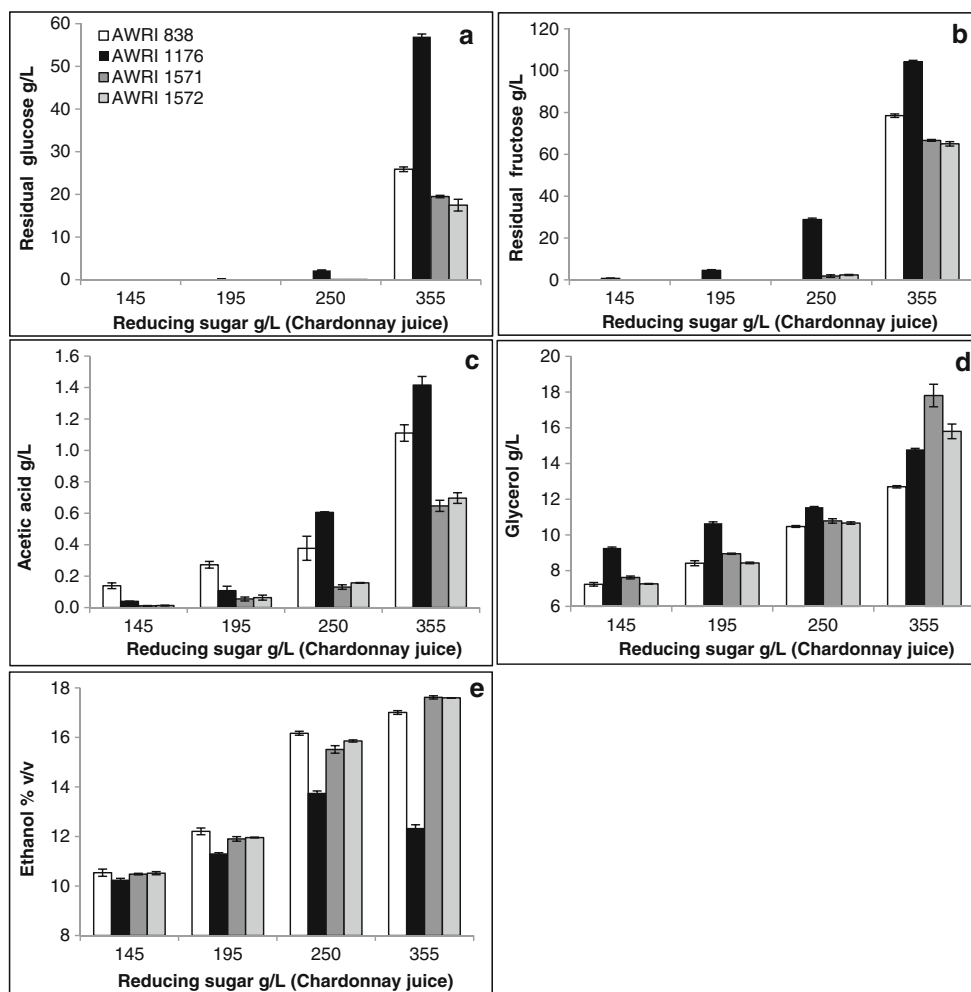 a
AWRI 838
AWRI 1176
AWRI 1571
AWRI 1572
60
50
40
30
20
10
0
Residual glucose g/L
145 195 250 355
Reducing sugar g/L (Chardonnay juice)
b
120
100
80
60
40
20
0
Residual fructose g/L
145 195 250 355
Reducing sugar g/L (Chardonnay juice)
c
1.6
1.4
1.2
1.0
0.8
0.6
0.4
0.2
0.0
Acetic acid g/L
145 195 250 355
Reducing sugar g/L (Chardonnay juice)
d
20
18
16
14
12
10
8
6
Glycerol g/L
145 195 250 355
Reducing sugar g/L (Chardonnay juice)
e
18
16
14
12
10
8
Ethanol % v/v
145 195 250 355
Reducing sugar g/L (Chardonnay juice)